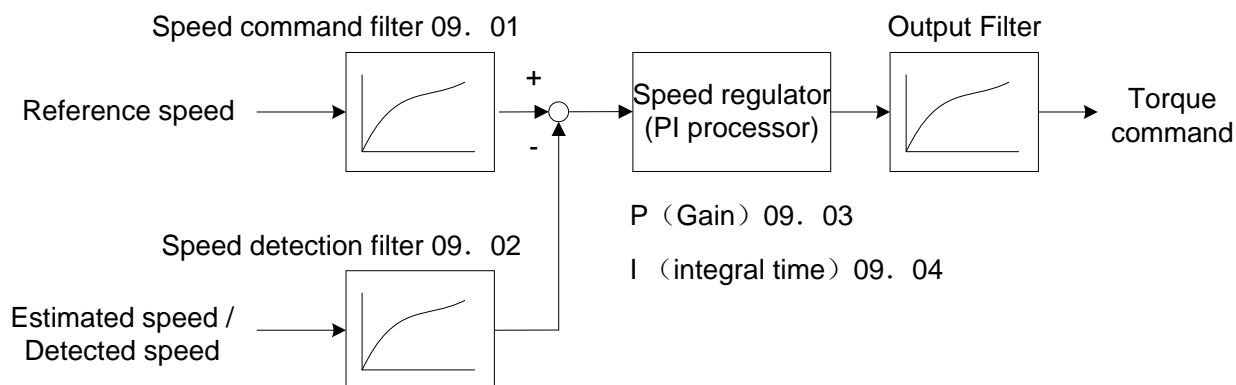 Speed command filter 09．01
Output Filter
Reference speed
+
-
Speed regulator
(PI processor)
Torque
command
P（Gain）09．03
I （integral time）09．04
Speed detection filter 09．02
Estimated speed /
Detected speed